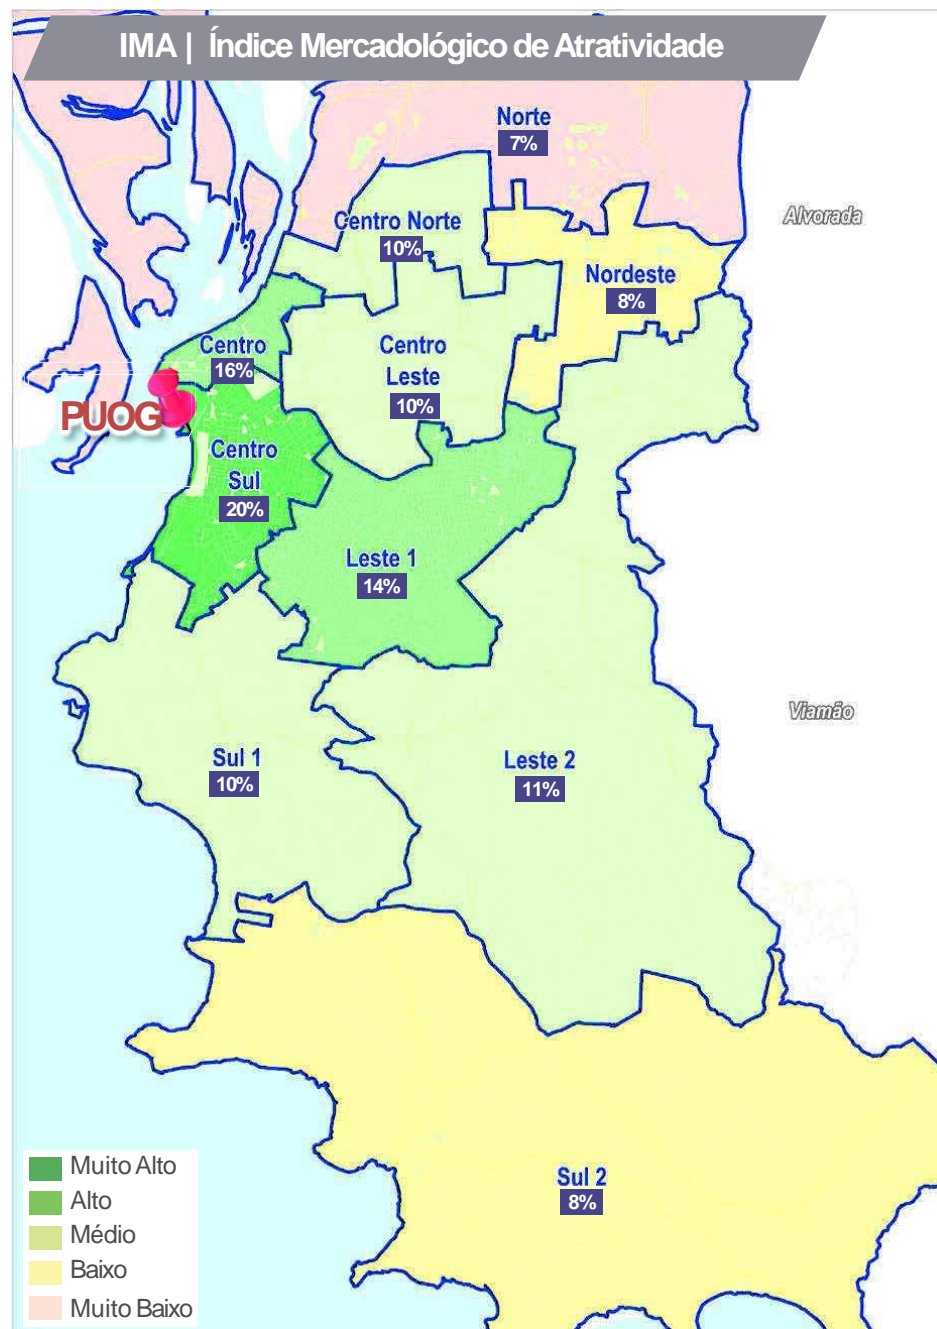 IMA | Índice Mercadológico de Atratividade
Norte
7%
Alvorada
Centro Norte
10%
Nordeste
8%
Centro
16%
Centro
Leste
10%
PUOG
Centro
Sul
20%
Leste 1
14%
Viamão
Sul 1
10%
Leste 2
11%
Sul 2
8%
Muito Alto
Alto
Médio
Baixo
Muito Baixo